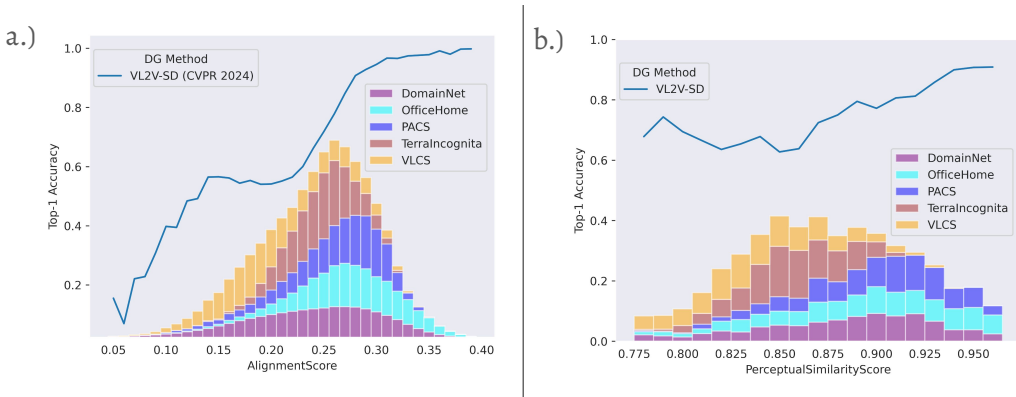 a.)
DG Method
VL2V-SD (CVPR 2024)
DomainNet
OfficeHome
PACS
TerraIncognita
VLCS
Top-1 Accuracy
1.0
0.8
0.6
0.4
0.2
0.05 0.10 0.15 0.20 0.25 0.30 0.35 0.40
AlignmentScore
b.)
DG Method
VL2V-SD
DomainNet
OfficeHome
PACS
TerraIncognita
VLCS
Top-1 Accuracy
1.0
0.8
0.6
0.4
0.2
0.0
0.775 0.800 0.825 0.850 0.875 0.900 0.925 0.950
PerceptualSimilarityScore